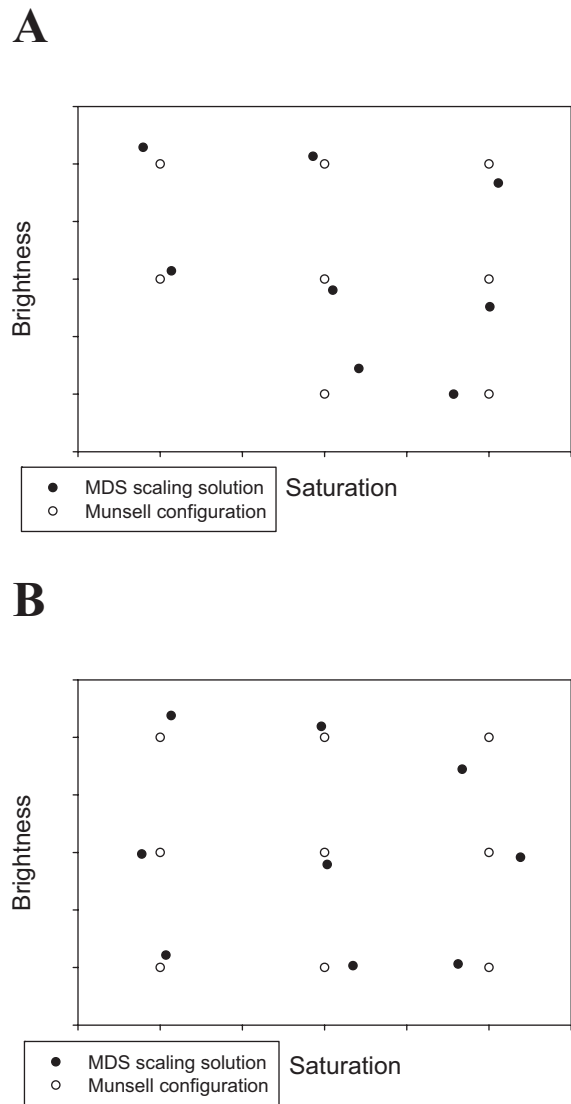 A
Brightness
MDS scaling solution
Munsell configuration
Saturation
B
Brightness
MDS scaling solution
Munsell configuration
Saturation